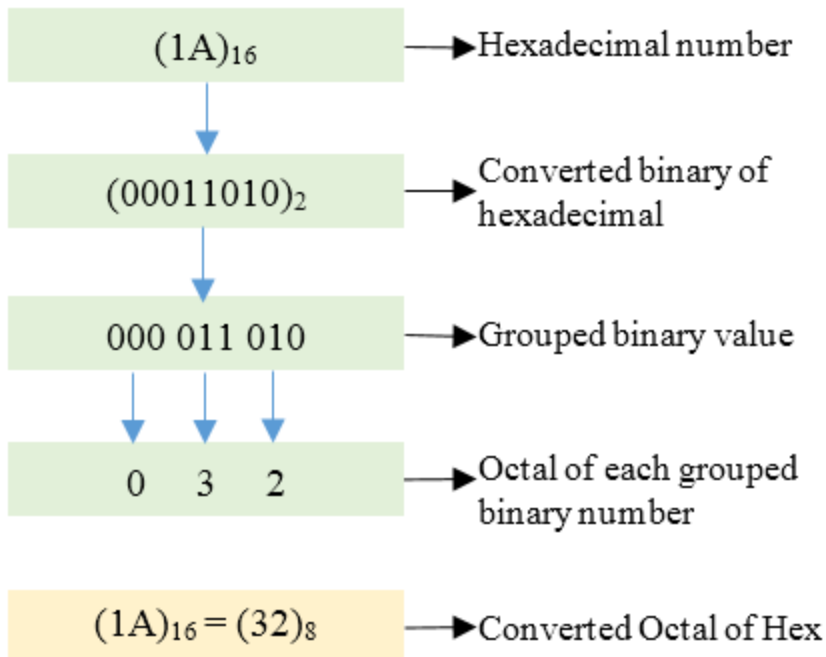 (1A)₁₆
Hexadecimal number
(00011010)₂
Converted binary of
hexadecimal
000 011 010
Grouped binary value
0 3 2
Octal of each grouped
binary number
(1A)₁₆ = (32)₈
Converted Octal of Hex